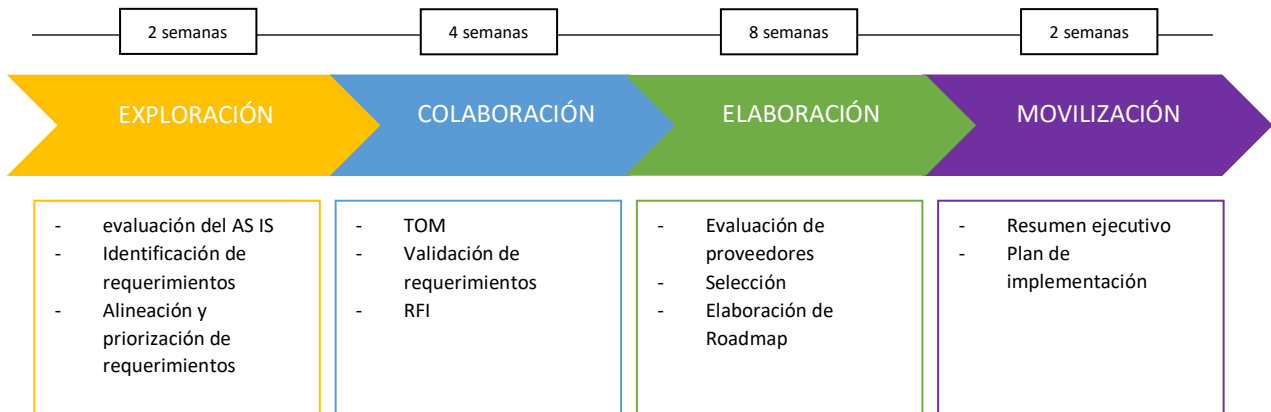 2 semanas
4 semanas
8 semanas
2 semanas
EXPLORACIÓN
COLABORACIÓN
ELABORACIÓN
MOVILIZACIÓN
- evaluación del AS IS
- Identificación de
requerimientos
- Alineación y
priorización de
requerimientos
- TOM
- Validación de
requerimientos
- RFI
- Evaluación de
proveedores
- Selección
- Elaboración de
Roadmap
- Resumen ejecutivo
- Plan de
implementación